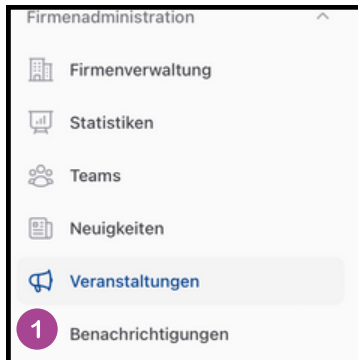 Firmenadministration
Firmenverwaltung
Statistiken
Teams
Neuigkeiten
Veranstaltungen
1 Benachrichtigungen